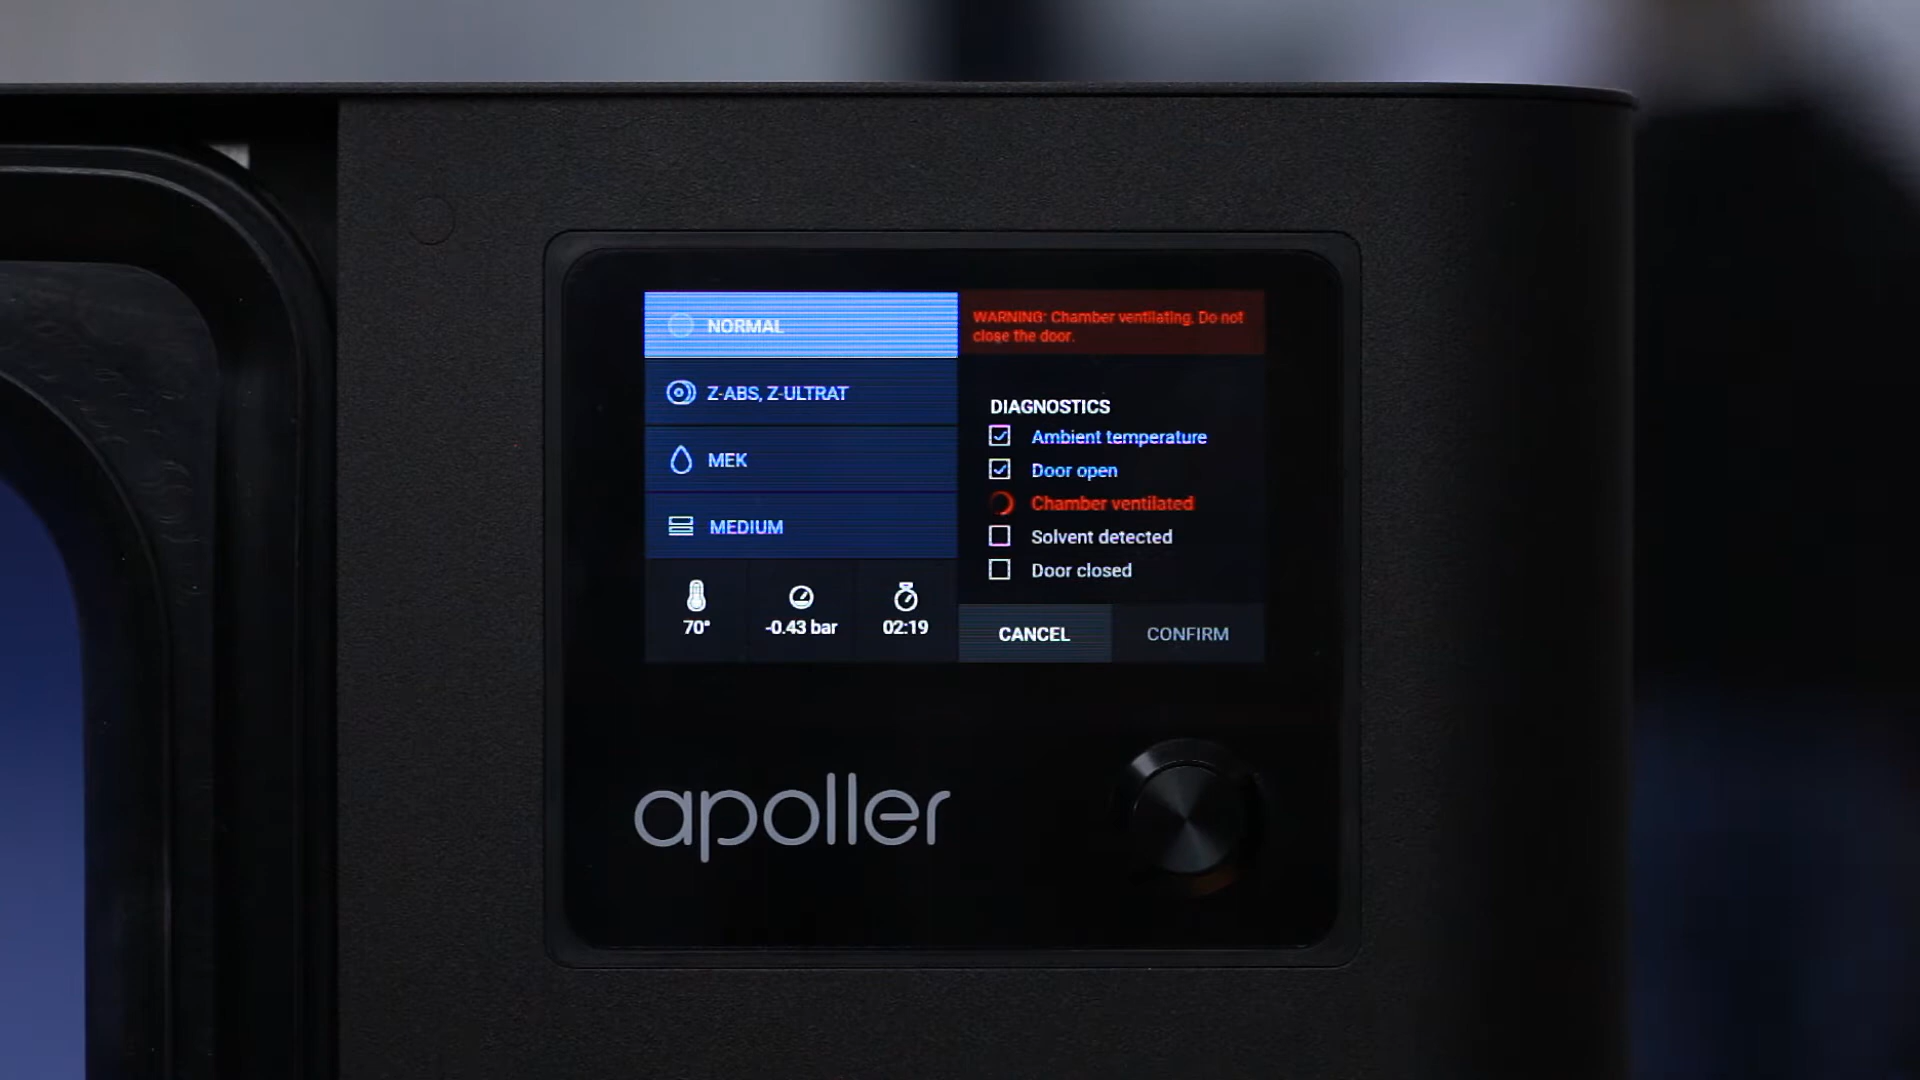 NORMAL
Z-ABS, Z-ULTRAT
MEK
MEDIUM
70°
-0.43 bar
02:19
WARNING: Chamber ventilating. Do not
close the door.
DIAGNOSTICS
Ambient temperature
Door open
Chamber ventilated
Solvent detected
Door closed
CANCEL
CONFIRM
apoller